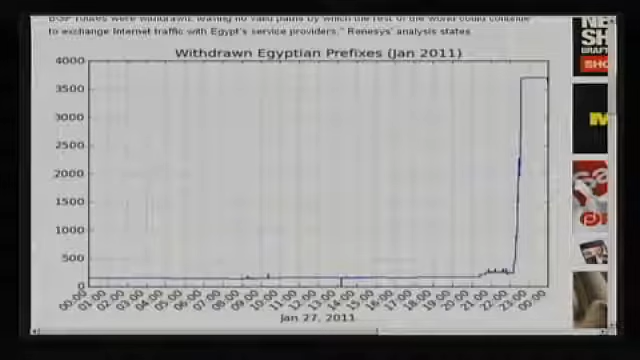 BGP routes were withdrawn, leaving no valid paths by which the rest of the world could continue
to exchange Internet traffic with Egypt's service providers," Renesys' analysis states.
Withdrawn Egyptian Prefixes (Jan 2011)
4000
3500
3000
2500
2000
1500
1000
500
0
00:00 01:00 02:00 03:00 04:00 05:00 06:00 07:00 08:00 09:00 10:00 11:00 12:00 13:00 14:00 15:00 16:00 17:00 18:00 19:00 20:00 21:00 22:00 23:00 00:00
Jan 27, 2011
NE
SH
DRAFT
SHO
M